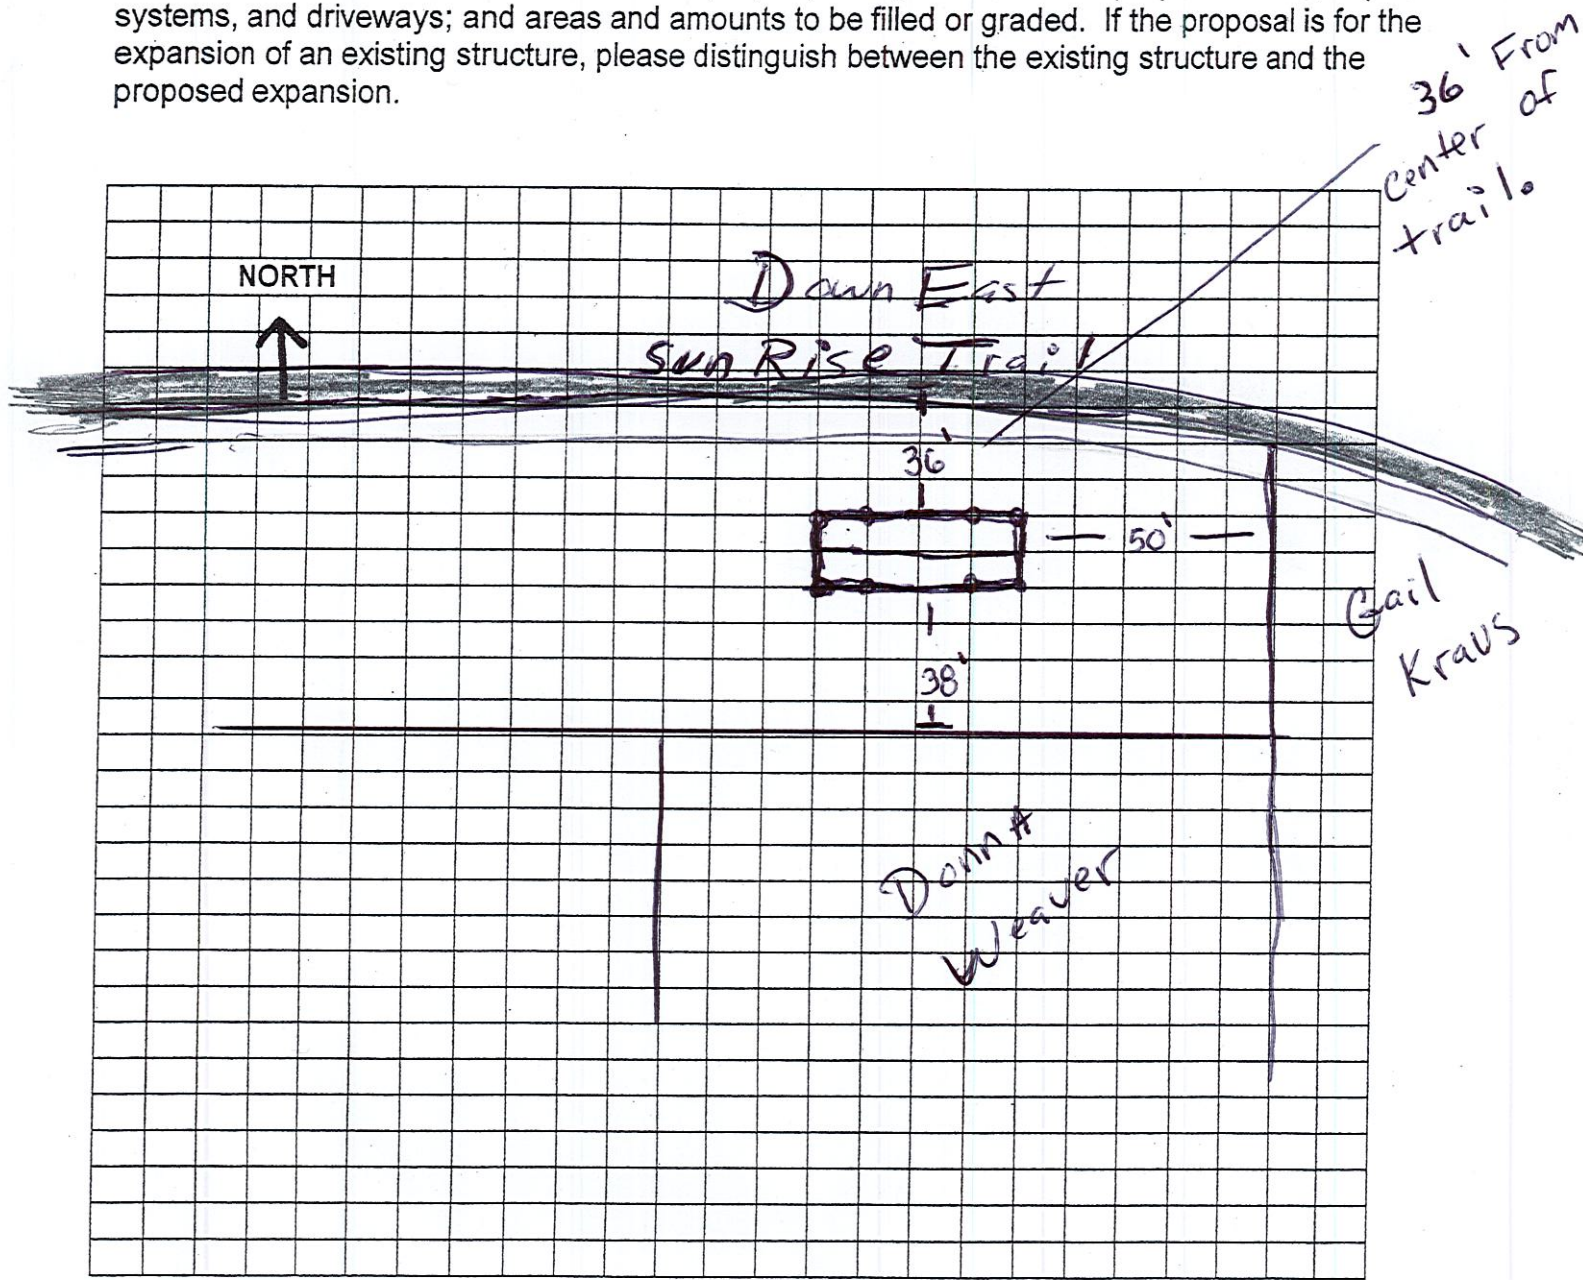 systems, and driveways; and areas and amounts to be filled or graded. If the proposal is for the
expansion of an existing structure, please distinguish between the existing structure and the
proposed expansion.
36' From
center of
trail.
NORTH
Down East
Sun Rise Trail
36'
50'
Gail
Kraus
38'
DonnA
Weaver